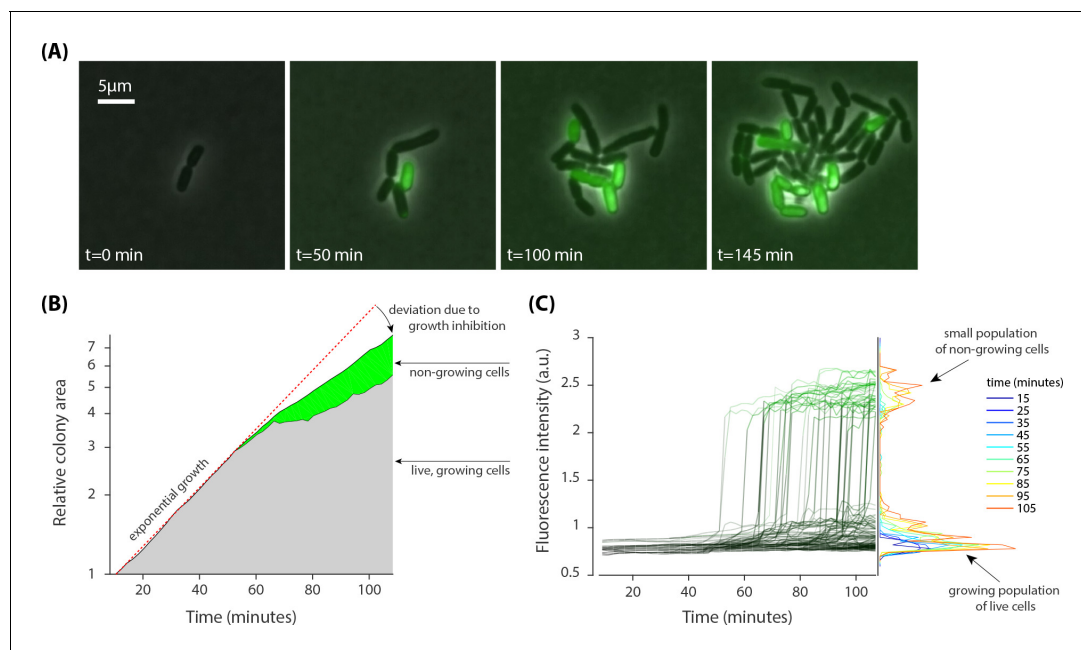 (A)
5μm
t=0 min
t=50 min
t=100 min
t=145 min
(B)
deviation due to
growth inhibition
non-growing cells
live, growing cells
exponential growth
Relative colony area
7
6
5
4
3
2
1
20
40
60
80
100
Time (minutes)
(C)
Fluorescence intensity (a.u.)
3
2.5
2
1.5
1
0.5
20
40
60
80
100
Time (minutes)
small population
of non-growing cells
time (minutes)
15
25
35
45
55
65
75
85
95
105
growing population
of live cells